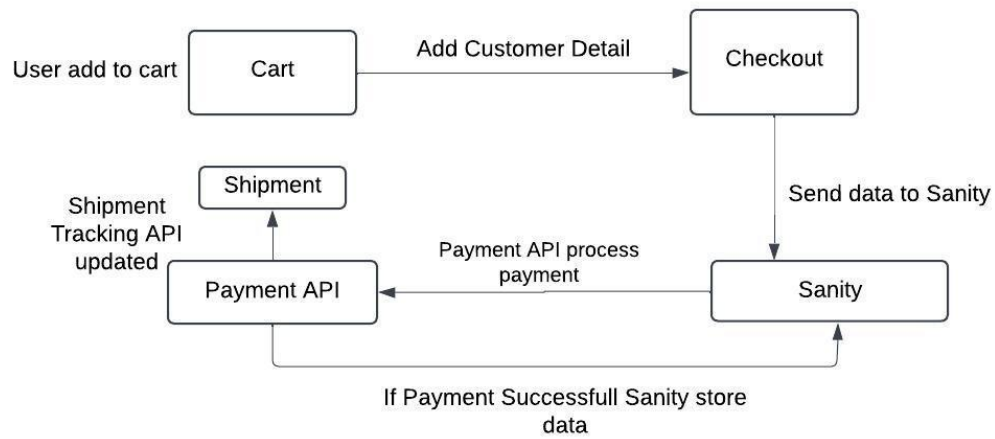 User add to cart
Cart
Add Customer Detail
Checkout
Shipment
Shipment
Tracking API
updated
Send data to Sanity
Payment API process
payment
Payment API
Sanity
If Payment Successfull Sanity store
data